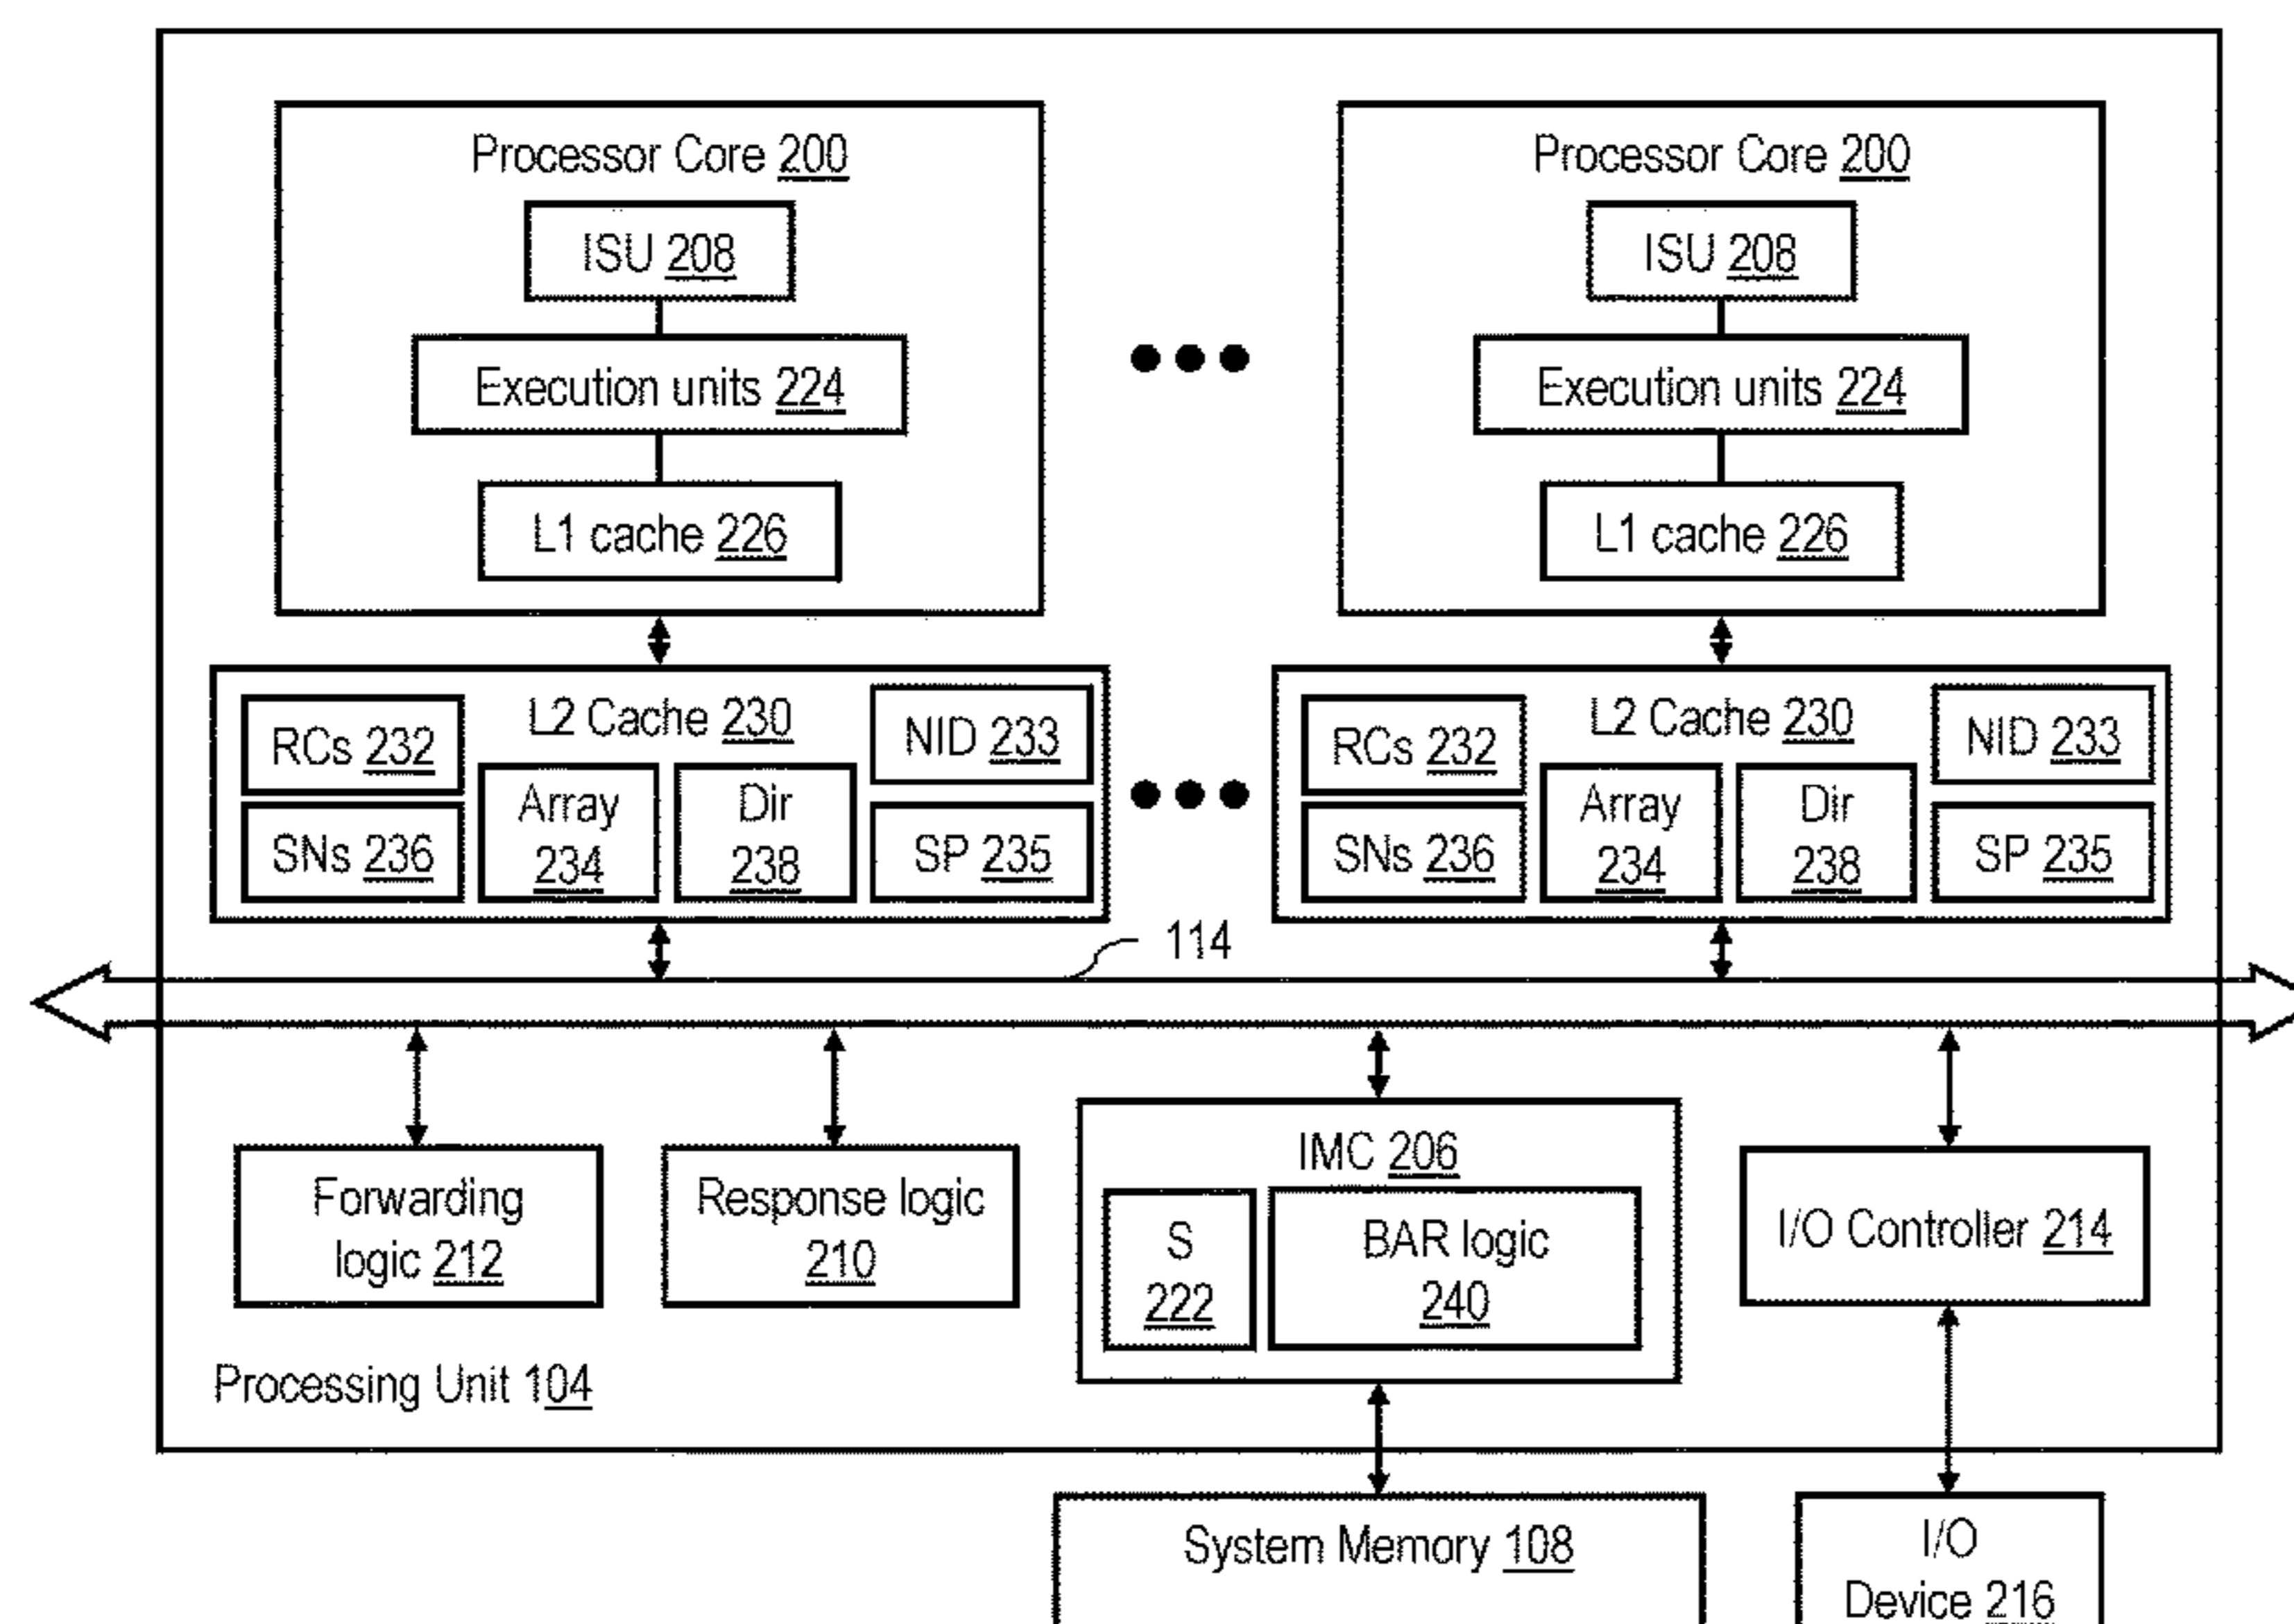 Processor Core 200
ISU 208
Execution units 224
L1 cache 226
Processor Core 200
ISU 208
Execution units 224
L1 cache 226
RCs 232
SNs 236
L2 Cache 230
Array
234
Dir
238
NID 233
SP 235
RCs 232
SNs 236
L2 Cache 230
Array
234
Dir
238
NID 233
SP 235
114
Forwarding
logic 212
Response logic
210
IMC 206
S
222
BAR logic
240
I/O Controller 214
Processing Unit 104
System Memory 108
I/O
Device 216